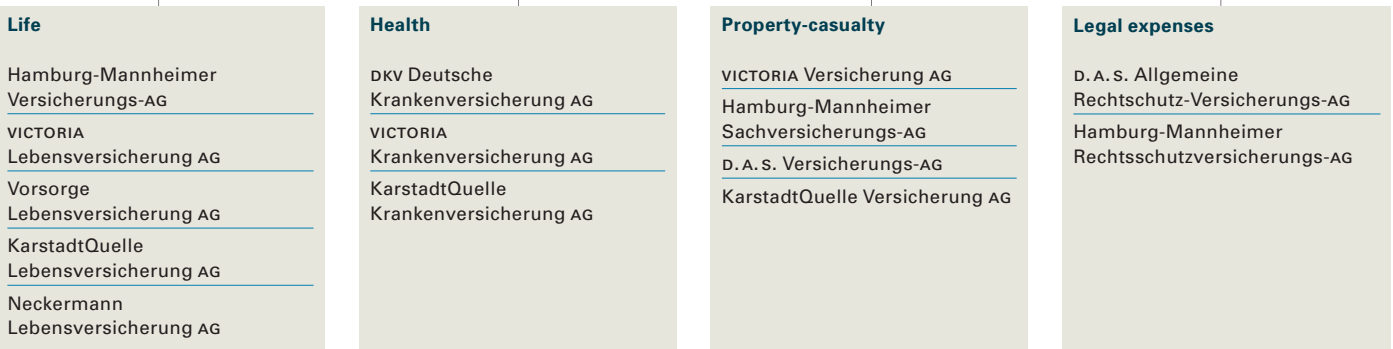 Life
Hamburg-Mannheimer
Versicherungs-AG
VICTORIA
Lebensversicherung AG
Vorsorge
Lebensversicherung AG
KarstadtQuelle
Lebensversicherung AG
Neckermann
Lebensversicherung AG
Health
DKV Deutsche
Krankenversicherung AG
VICTORIA
Krankenversicherung AG
KarstadtQuelle
Krankenversicherung AG
Property-casualty
VICTORIA Versicherung AG
Hamburg-Mannheimer
Sachversicherungs-AG
D.A.S. Versicherungs-AG
KarstadtQuelle Versicherung AG
Legal expenses
D.A.S. Allgemeine
Rechtschutz-Versicherungs-AG
Hamburg-Mannheimer
Rechtsschutzversicherungs-AG